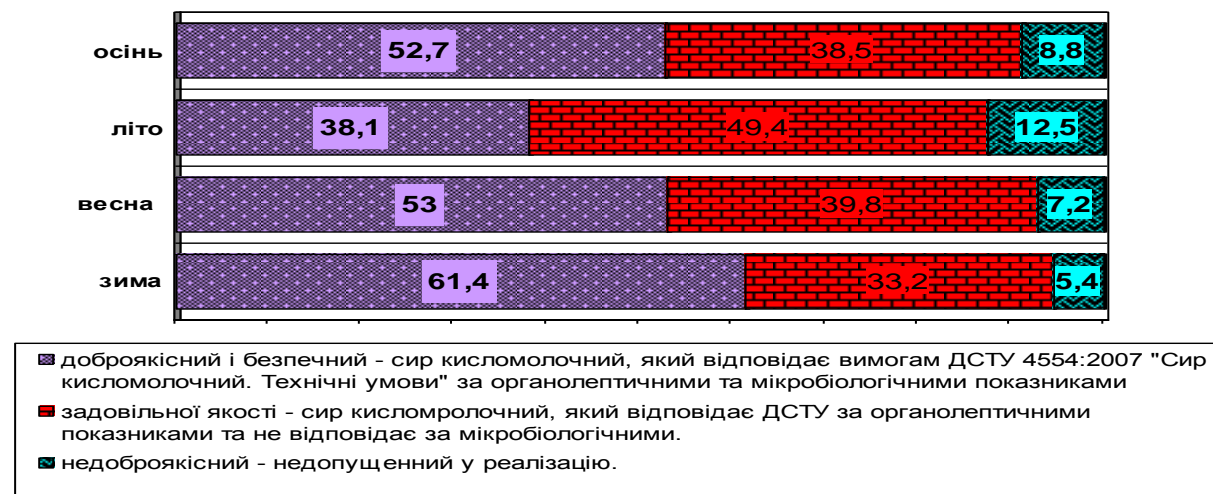 осінь 52,7 38,5 8,8
літо 38,1 49,4 12,5
весна 53 39,8 7,2
зима 61,4 33,2 5,4
доброякісний і безпечний - сир кисломолочний, який відповідає вимогам ДСТУ 4554:2007 "Сир
кисломолочний. Технічні умови" за органолептичними та мікробіологічними показниками
задовільної якості - сир кисломролочний, який відповідає ДСТУ за органолептичними
показниками та не відповідає за мікробіологічними.
недоброякісний - недопущенний у реалізацію.